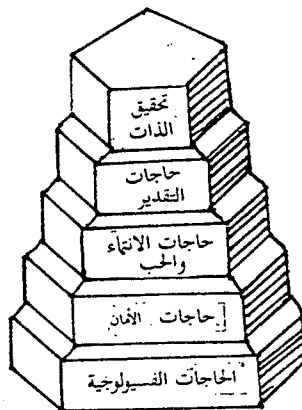 تحقيق
الذات
حاجات
التقدير
حاجات الانتماء
والحب
حاجات الأمان
الحاجات الفسيولوجية